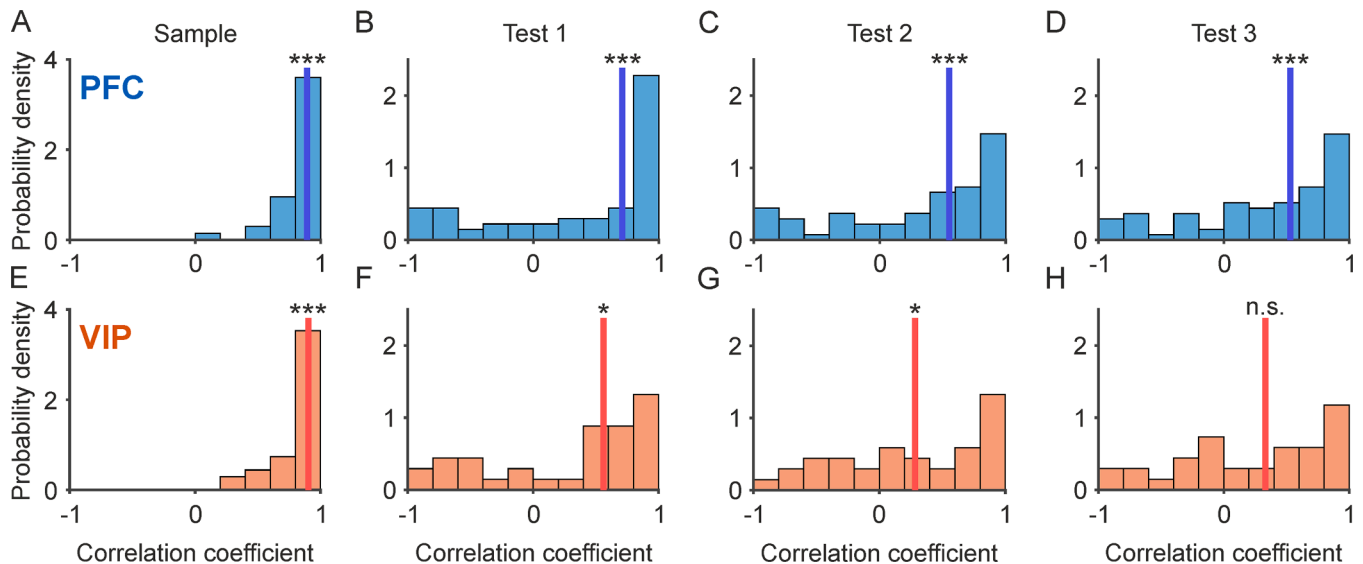 A
Sample
B
Test 1
C
Test 2
D
Test 3
PFC
***
***
***
***
Probability density
4
2
0
-1 0 1
2
1
0
-1 0 1
2
1
0
-1 0 1
2
1
0
-1 0 1
E
F
G
H
VIP
***
*
*
n.s.
Probability density
4
2
0
-1 0 1
2
1
0
-1 0 1
2
1
0
-1 0 1
2
1
0
-1 0 1
Correlation coefficient
Correlation coefficient
Correlation coefficient
Correlation coefficient